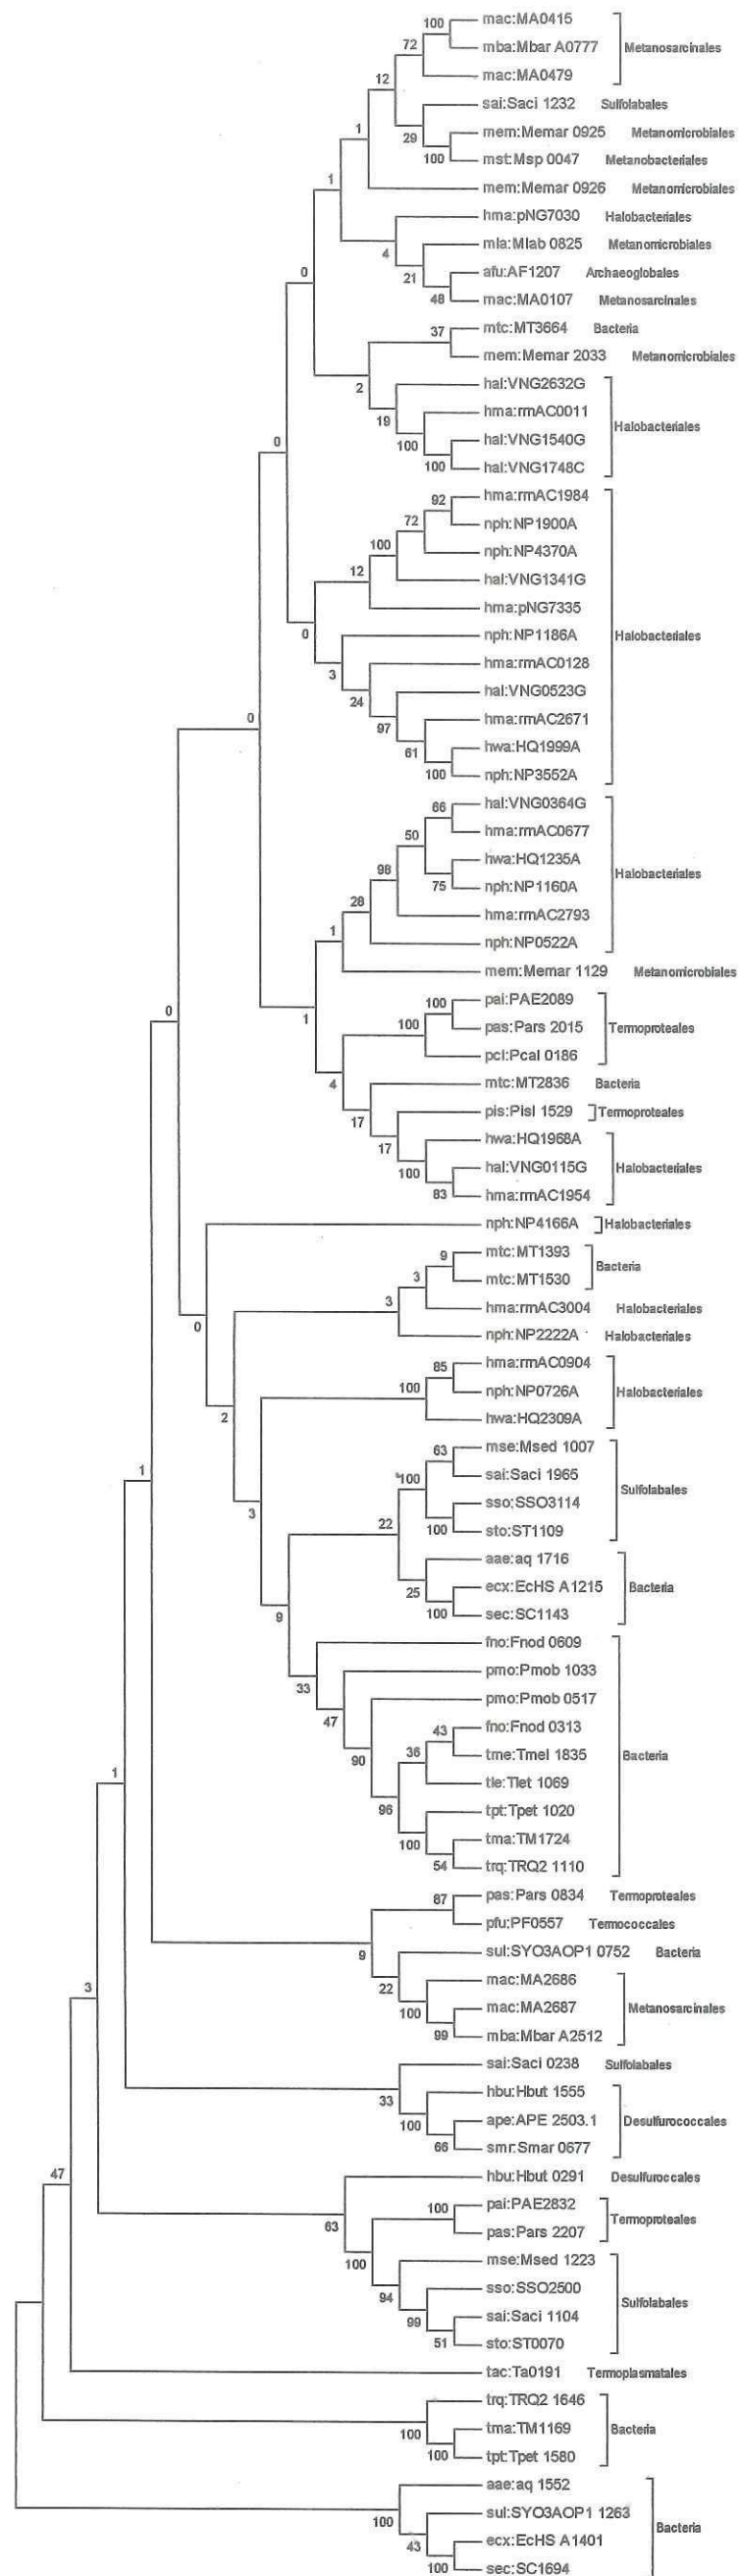 100 mac:MA0415
72 mba:Mbar A0777 Metanosarcinales
12 mac:MA0479
sai:Saci 1232 Sulfolabales
1 29 mem:Memar 0925 Metanomicrobiales
100 mst:Msp 0047 Metanobacteriales
1 mem:Memar 0926 Metanomicrobiales
hma:pNG7030 Halobacteriales
4 mla:Mlab 0825 Metanomicrobiales
0 21 afu:AF1207 Archaeoglobales
48 mac:MA0107 Metanosarcinales
37 mtc:MT3664 Bacteria
mem:Memar 2033 Metanomicrobiales
2 hal:VNG2632G
19 hma:rrnAC0011
Halobacteriales
0 100 hal:VNG1540G
100 hal:VNG1748C
92 hma:rrnAC1984
72 nph:NP1900A
100 nph:NP4370A
12 hal:VNG1341G
hma:pNG7335
0 nph:NP1186A Halobacteriales
3 hma:rrnAC0128
24 hal:VNG0523G
0 97 hma:rrnAC2671
61 hwa:HQ1999A
100 nph:NP3552A
66 hal:VNG0364G
50 hma:rrnAC0677
98 hwa:HQ1235A
Halobacteriales
28 75 nph:NP1160A
hma:rrnAC2793
1 nph:NP0522A
mem:Memar 1129 Metanomicrobiales
0 1 100 pai:PAE2089
100 pas:Pars 2015 Termoproteales
pcl:Pcal 0186
4 mtc:MT2836 Bacteria
17 pis:Pisl 1529 Termoproteales
17 hwa:HQ1968A
100 hal:VNG0115G Halobacteriales
83 hma:rrnAC1954
nph:NP4166A Halobacteriales
9 mtc:MT1393
Bacteria
3 mtc:MT1530
3 hma:rrnAC3004 Halobacteriales
0 nph:NP2222A Halobacteriales
85 hma:rrnAC0904
100 nph:NP0726A Halobacteriales
2 hwa:HQ2309A
63 mse:Msed 1007
1 100 sai:Saci 1965
Sulfolabales
3 sso:SSO3114
22 100 sto:ST1109
aae:aq 1716
25 ecx:EcHS A1215 Bacteria
9 100 sec:SC1143
fno:Fnod 0609
33 pmo:Pmob 1033
47 pmo:Pmob 0517
43 fno:Fnod 0313
90 36 tme:Tmel 1835 Bacteria
1 tle:Tlet 1069
96 tpt:Tpet 1020
100 tma:TM1724
54 trq:TRQ2 1110
87 pas:Pars 0834 Termoproteales
pfu:PF0557 Termococcales
9 sul:SYO3AOP1 0752 Bacteria
3 22 mac:MA2686
100 mac:MA2687 Metanosarcinales
99 mba:Mbar A2512
sai:Saci 0238 Sulfolabales
33 hbu:Hbut 1555
100 ape:APE 2503.1 Desulfurococcales
66 smr:Smar 0677
47 hbu:Hbut 0291 Desulfuroccales
100 pai:PAE2832
Termoproteales
63 pas:Pars 2207
100 mse:Msed 1223
94 sso:SSO2500
Sulfolabales
99 sai:Saci 1104
51 sto:ST0070
tac:Ta0191 Termoplasmatales
trq:TRQ2 1646
100 tma:TM1169 Bacteria
100 tpt:Tpet 1580
aae:aq 1552
100 sul:SYO3AOP1 1263
Bacteria
43 ecx:EcHS A1401
100 sec:SC1694